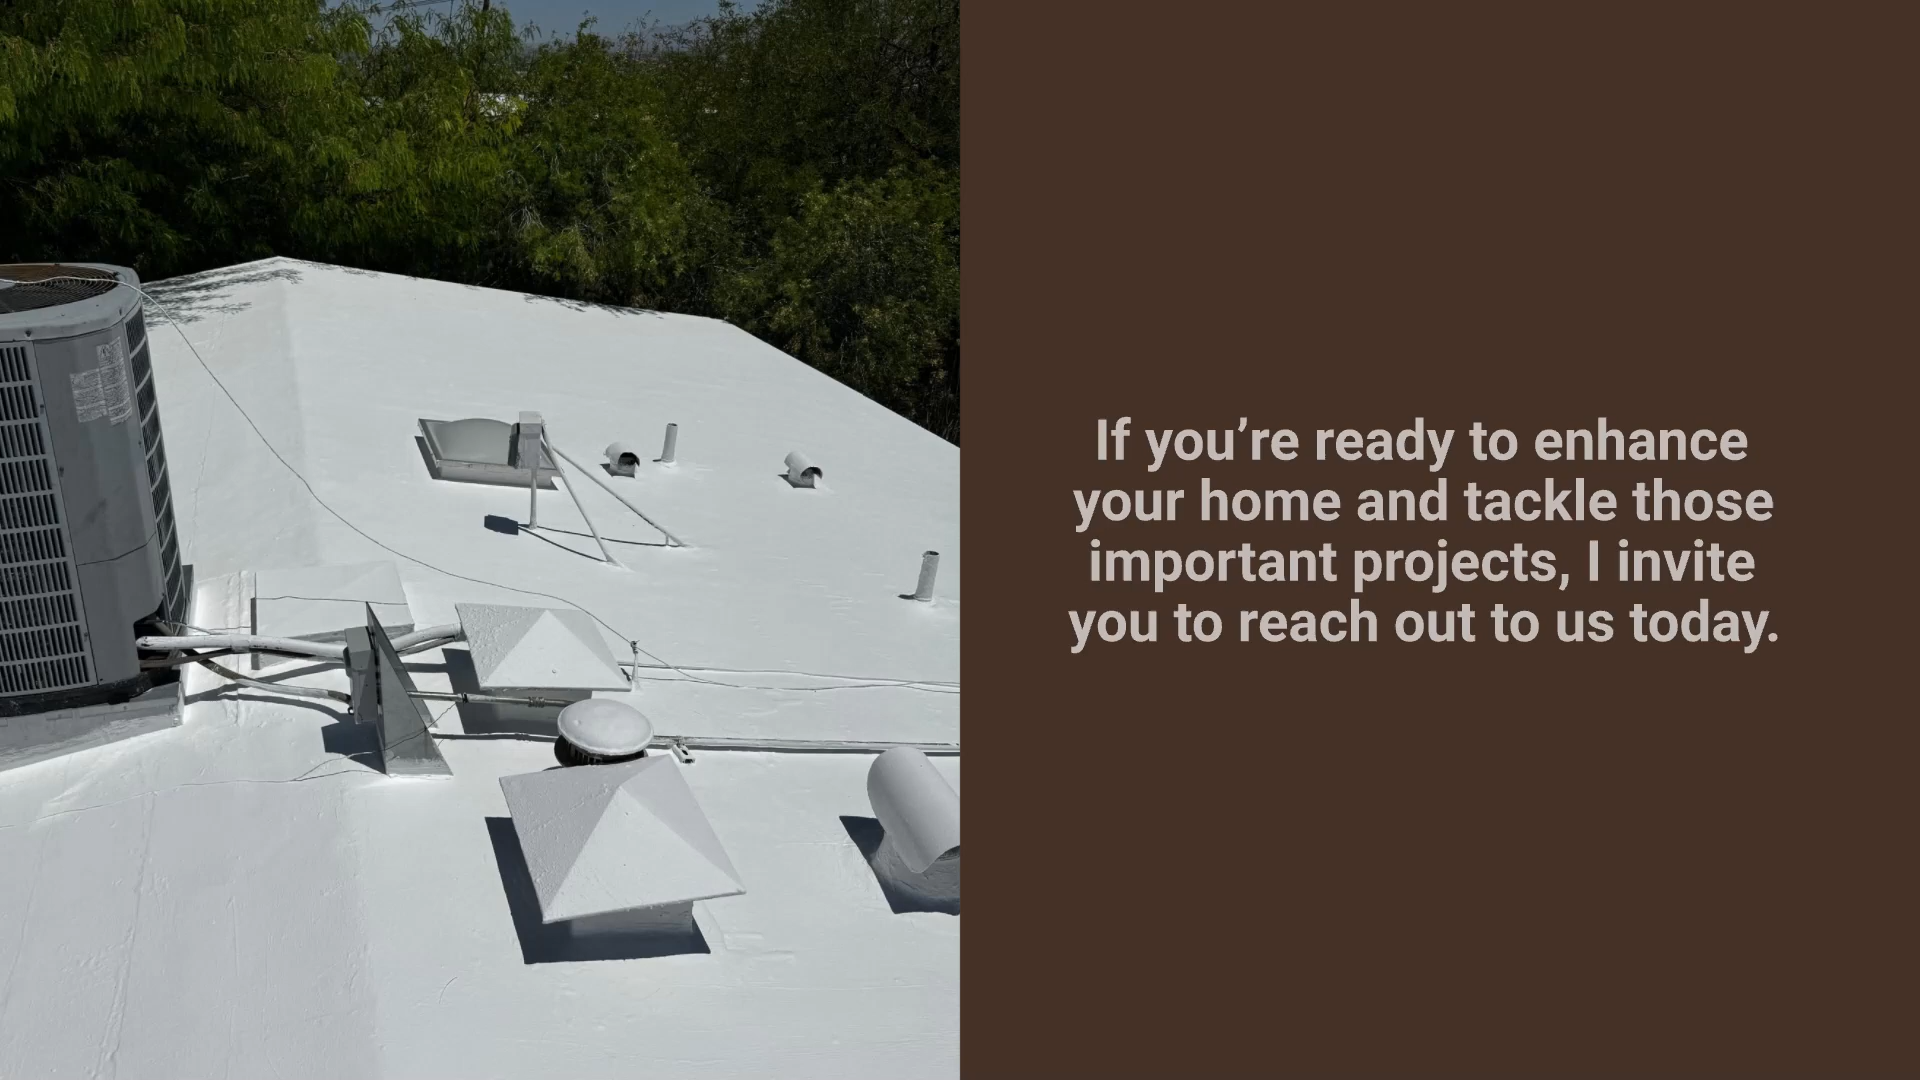 If you’re ready to enhance
your home and tackle those
important projects, I invite
you to reach out to us today.